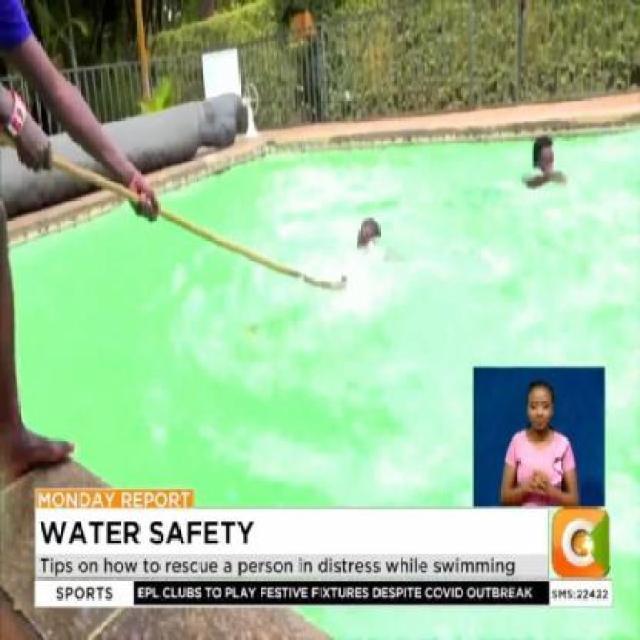 MONDAY REPORT
WATER SAFETY
Tips on how to rescue a person in distress while swimming
SPORTS EPL CLUBS TO PLAY FESTIVE FIXTURES DESPITE COVID OUTBREAK SMS:22422